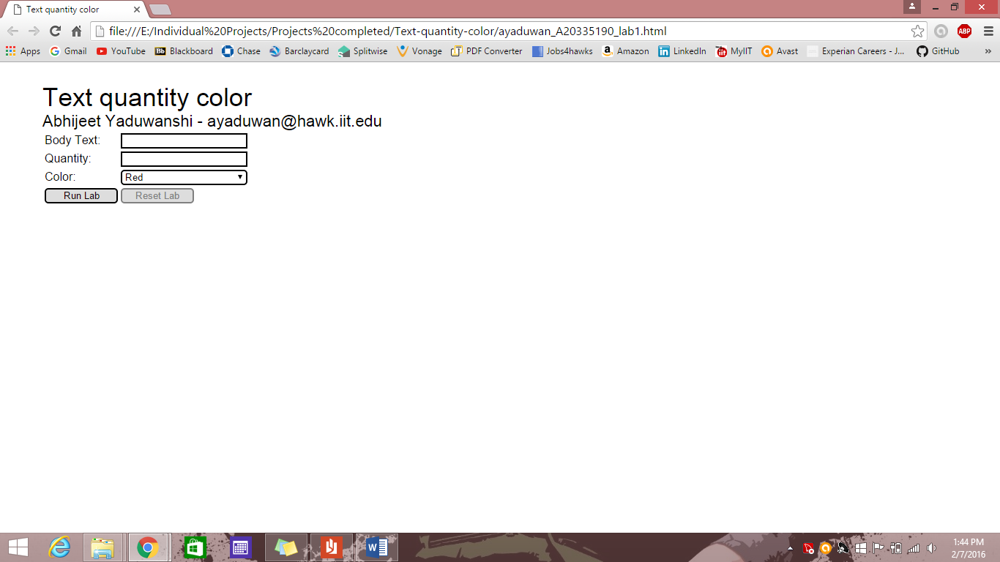 Text quantity color
file:///E:/Individual%20Projects/Projects%20completed/Text-quantity-color/ayaduwan_A20335190_lab1.html
ABP
Apps Gmail YouTube Bb Blackboard Chase Barclaycard Splitwise Vonage PDF Converter Jobs4hawks Amazon LinkedIn MyIIT Avast Experian Careers - J... GitHub »
Text quantity color
Abhijeet Yaduwanshi - ayaduwan@hawk.iit.edu
Body Text:
Quantity:
Color: Red
Run Lab Reset Lab
1:44 PM
2/7/2016